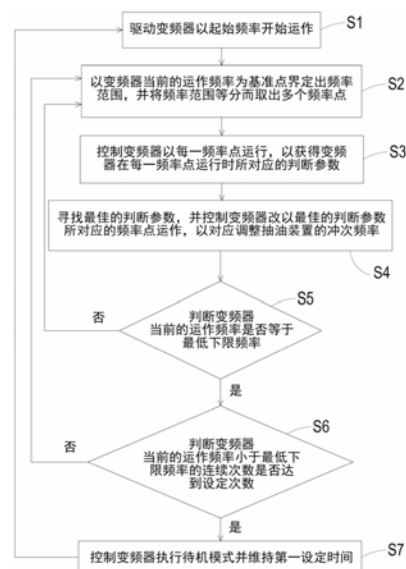 驱动变频器以起始频率开始运作
S1
以变频器当前的运作频率为基准点界定出频率
范围，并将频率范围等分而取出多个频率点
S2
控制变频器以每一频率点运行，以获得变频
器在每一频率点运行时所对应的判断参数
S3
寻找最佳的判断参数，并控制变频器改以最佳的判断参数
所对应的频率点运作，以对应调整抽油装置的冲次频率
S4
S5
判断变频器
当前的运作频率是否等于
最低下限频率
否
是
S6
判断变频器
当前的运作频率小于最低下
限频率的连续次数是否达
到设定次数
否
是
控制变频器执行待机模式并维持第一设定时间
S7